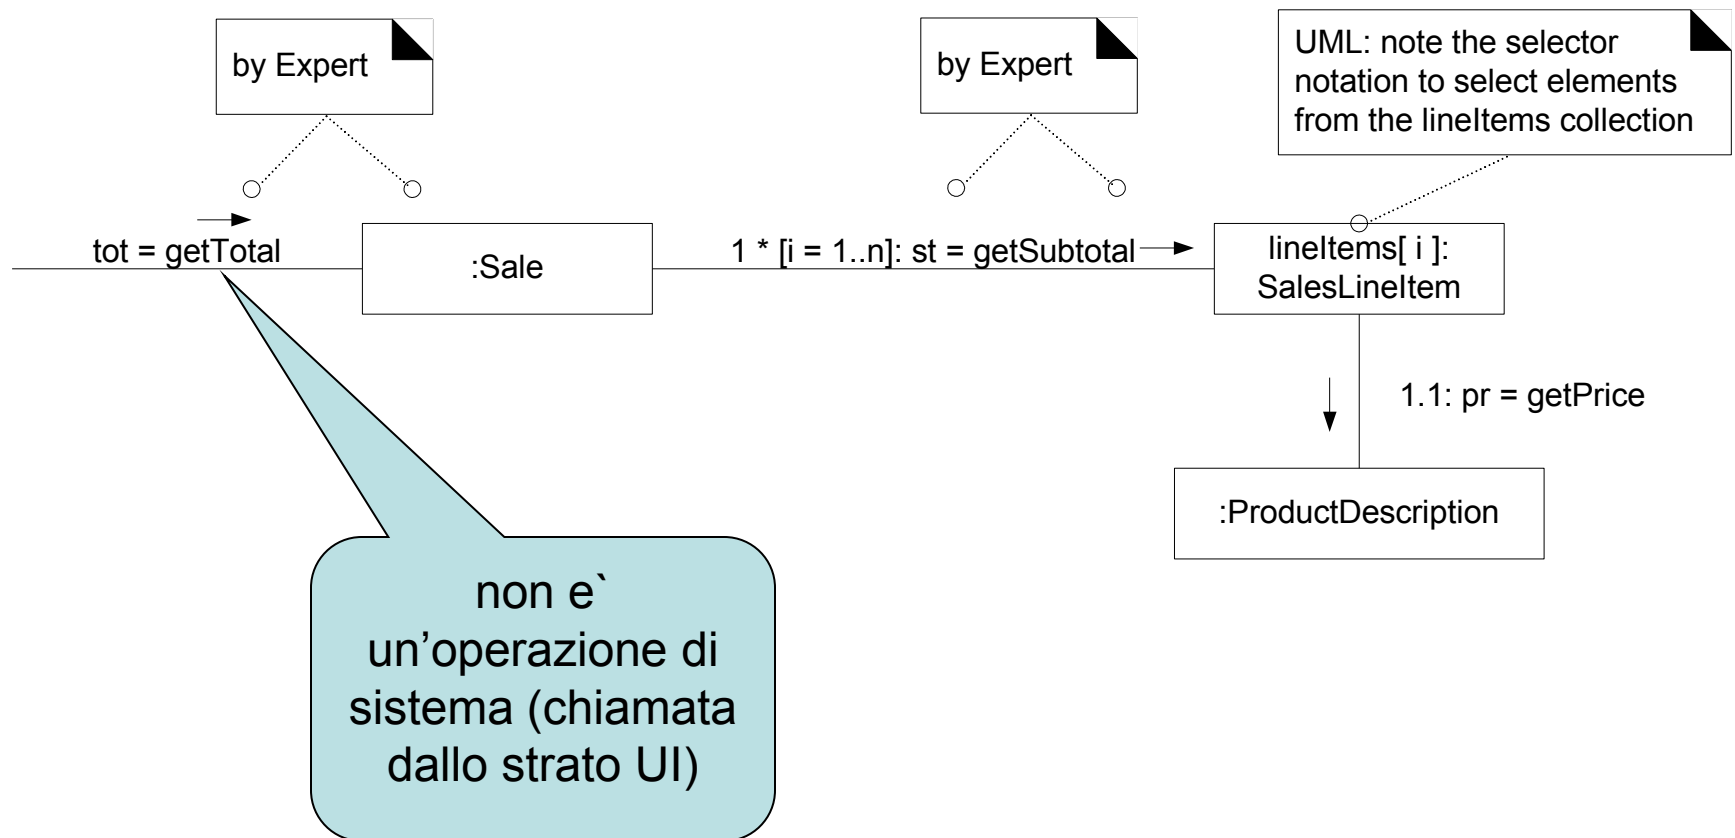 by Expert
by Expert
UML: note the selector
notation to select elements
from the lineItems collection
tot = getTotal
:Sale
1 * [i = 1..n]: st = getSubtotal
lineItems[ i ]:
SalesLineItem
1.1: pr = getPrice
:ProductDescription
non e`
un’operazione di
sistema (chiamata
dallo strato UI)